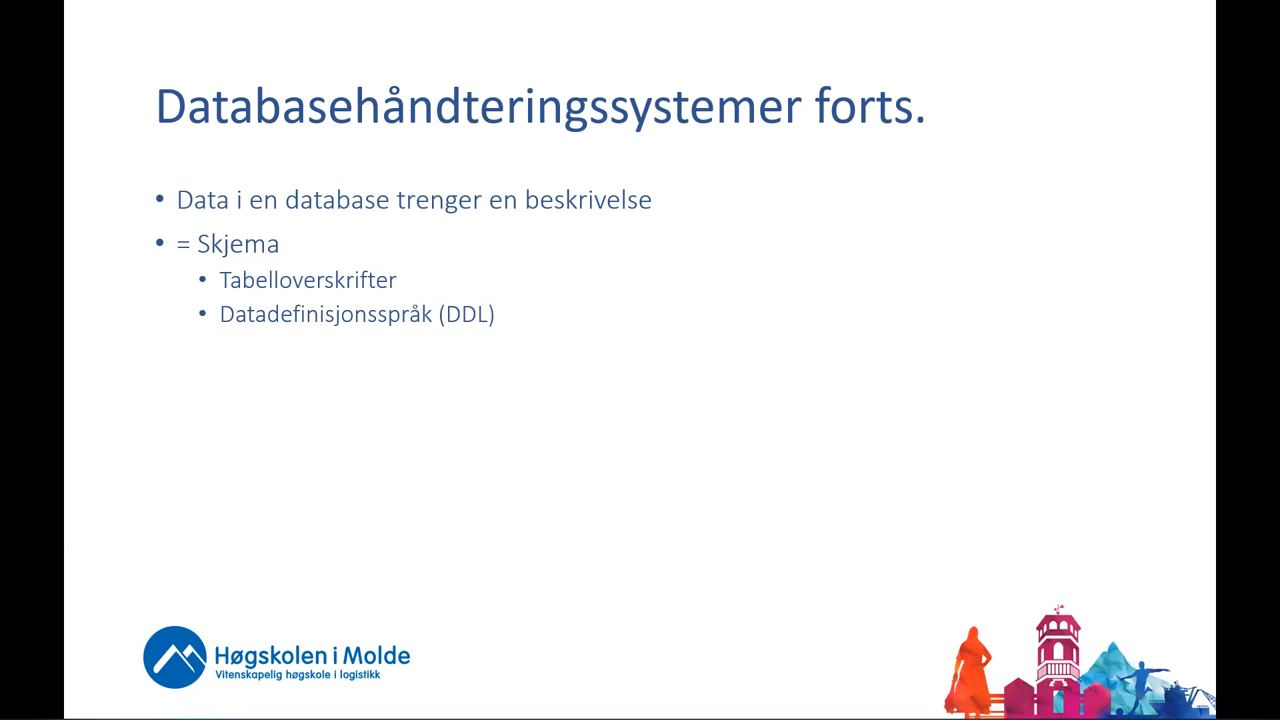 Databasehåndteringssystemer forts.
• Data i en database trenger en beskrivelse
• = Skjema
• Tabelloverskrifter
• Datadefinisjonsspråk (DDL)
Høgskolen i Molde
Vitenskapelig høgskole i logistikk